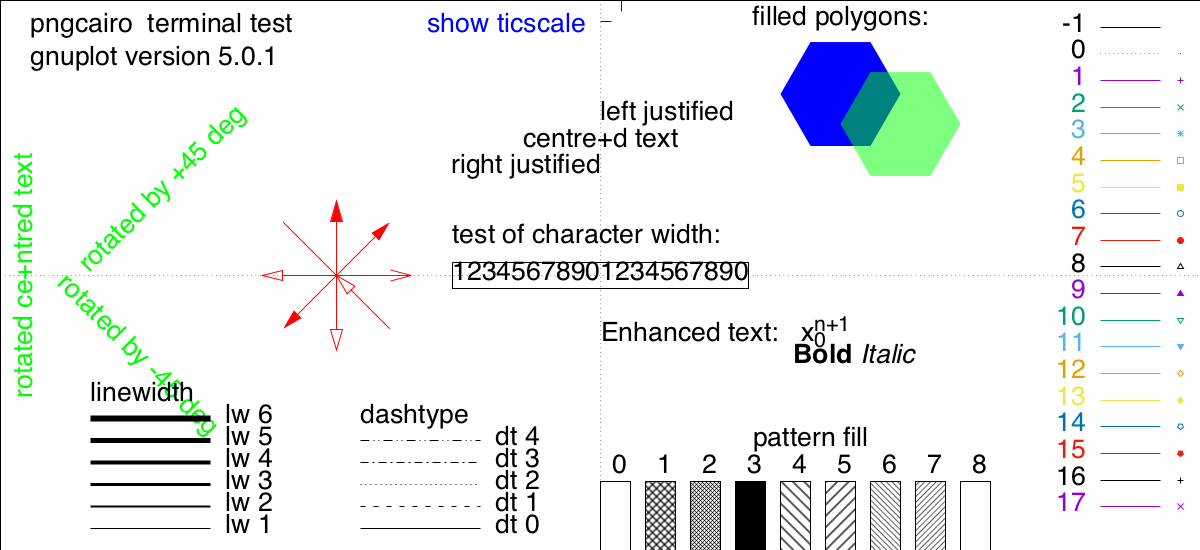 pngcairo  terminal test
gnuplot version 5.0.1
show ticscale
filled polygons:
left justified
centre+d text
right justified
rotated ce+ntred text
rotated by +45 deg
rotated by -45 deg
test of character width:
12345678901234567890
Enhanced text:   x0n+1
Bold Italic
linewidth
lw 6
lw 5
lw 4
lw 3
lw 2
lw 1
dashtype
dt 4
dt 3
dt 2
dt 1
dt 0
pattern fill
0 1 2 3 4 5 6 7 8
-1
0
1
2
3
4
5
6
7
8
9
10
11
12
13
14
15
16
17